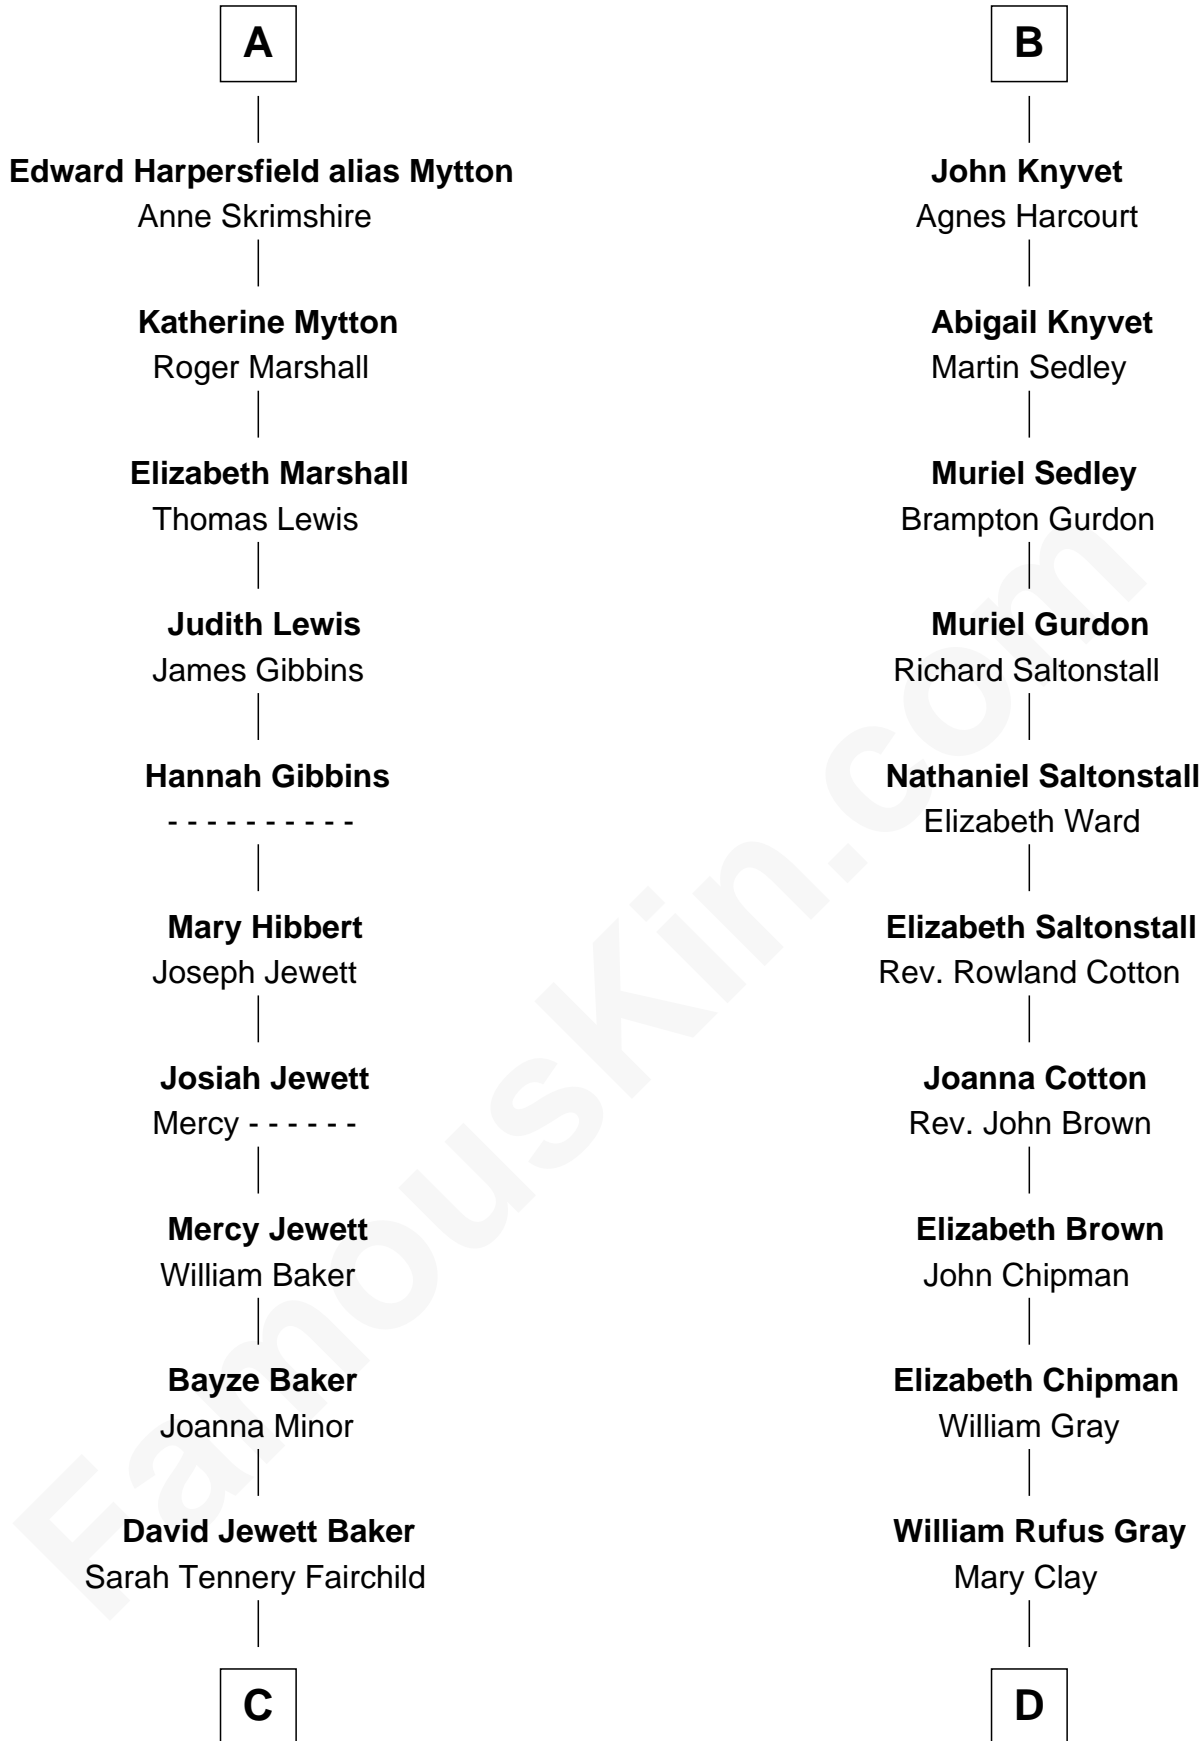 A
Edward Harpersfield alias Mytton
Anne Skrimshire
Katherine Mytton
Roger Marshall
Elizabeth Marshall
Thomas Lewis
Judith Lewis
James Gibbins
Hannah Gibbins
- - - - - - - - - -
Mary Hibbert
Joseph Jewett
Josiah Jewett
Mercy - - - - - -
Mercy Jewett
William Baker
Bayze Baker
Joanna Minor
David Jewett Baker
Sarah Tennery Fairchild
C
B
John Knyvet
Agnes Harcourt
Abigail Knyvet
Martin Sedley
Muriel Sedley
Brampton Gurdon
Muriel Gurdon
Richard Saltonstall
Nathaniel Saltonstall
Elizabeth Ward
Elizabeth Saltonstall
Rev. Rowland Cotton
Joanna Cotton
Rev. John Brown
Elizabeth Brown
John Chipman
Elizabeth Chipman
William Gray
William Rufus Gray
Mary Clay
D
FamousKin.com